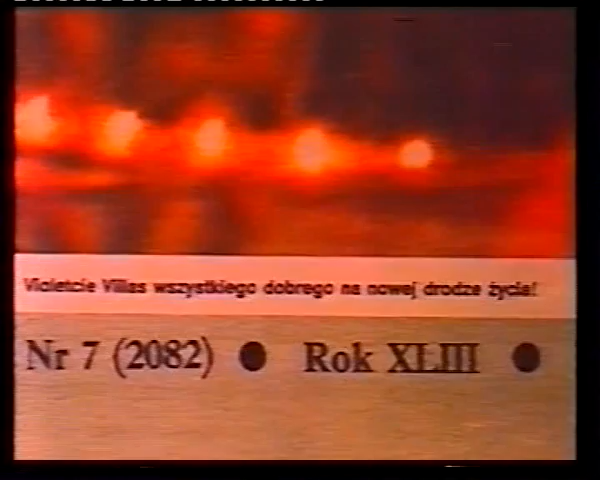 Violetcie Villas wszystkiego dobrego na nowej drodze życia!
Nr 7 (2082) ● Rok XLIII ●